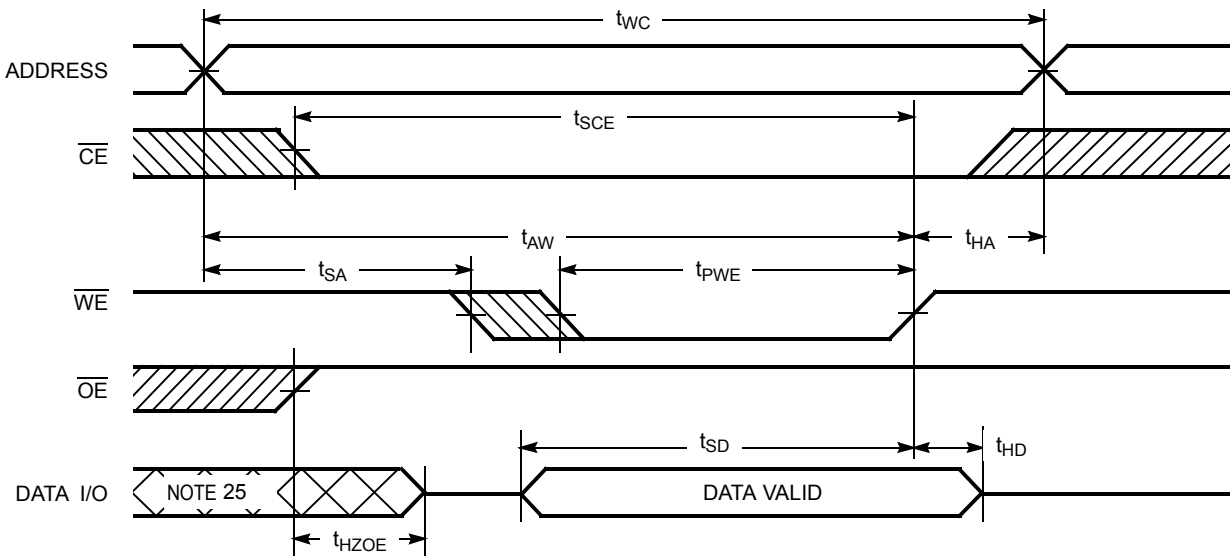 tWC
ADDRESS
tSCE
CE
tAW
tHA
tSA
tPWE
WE
OE
tSD
tHD
DATA I/O
NOTE 25
DATA VALID
tHZOE